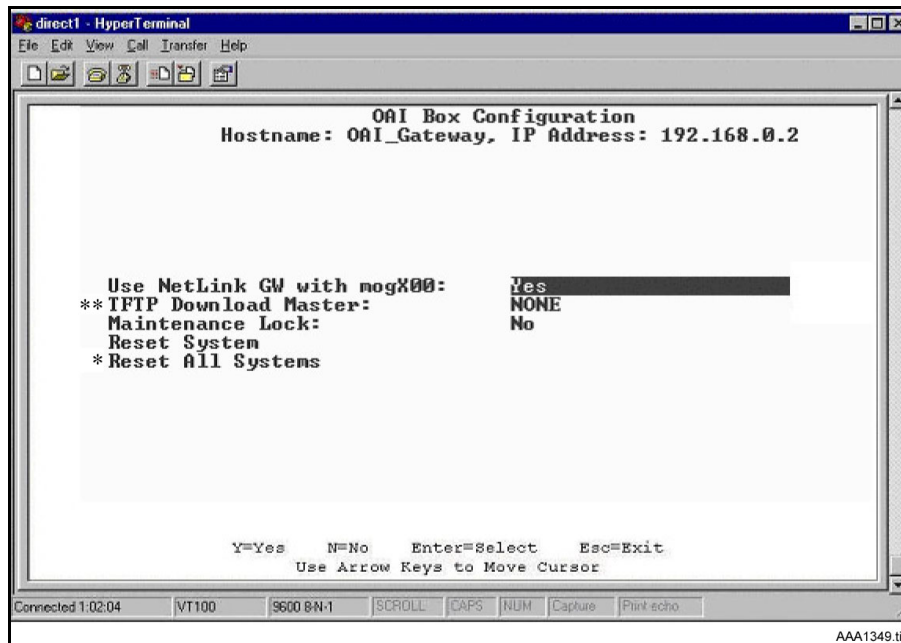 direct1 - HyperTerminal
File Edit View Call Transfer Help
OAI Box Configuration
Hostname: OAI_Gateway, IP Address: 192.168.0.2
Use NetLink GW with mogX00: Yes
**TFTP Download Master: NONE
Maintenance Lock: No
Reset System
*Reset All Systems
Y=Yes N=No Enter=Select Esc=Exit
Use Arrow Keys to Move Cursor
Connected 1:02:04 VT100 9600 8-N-1 SCROLL CAPS NUM Capture Print echo